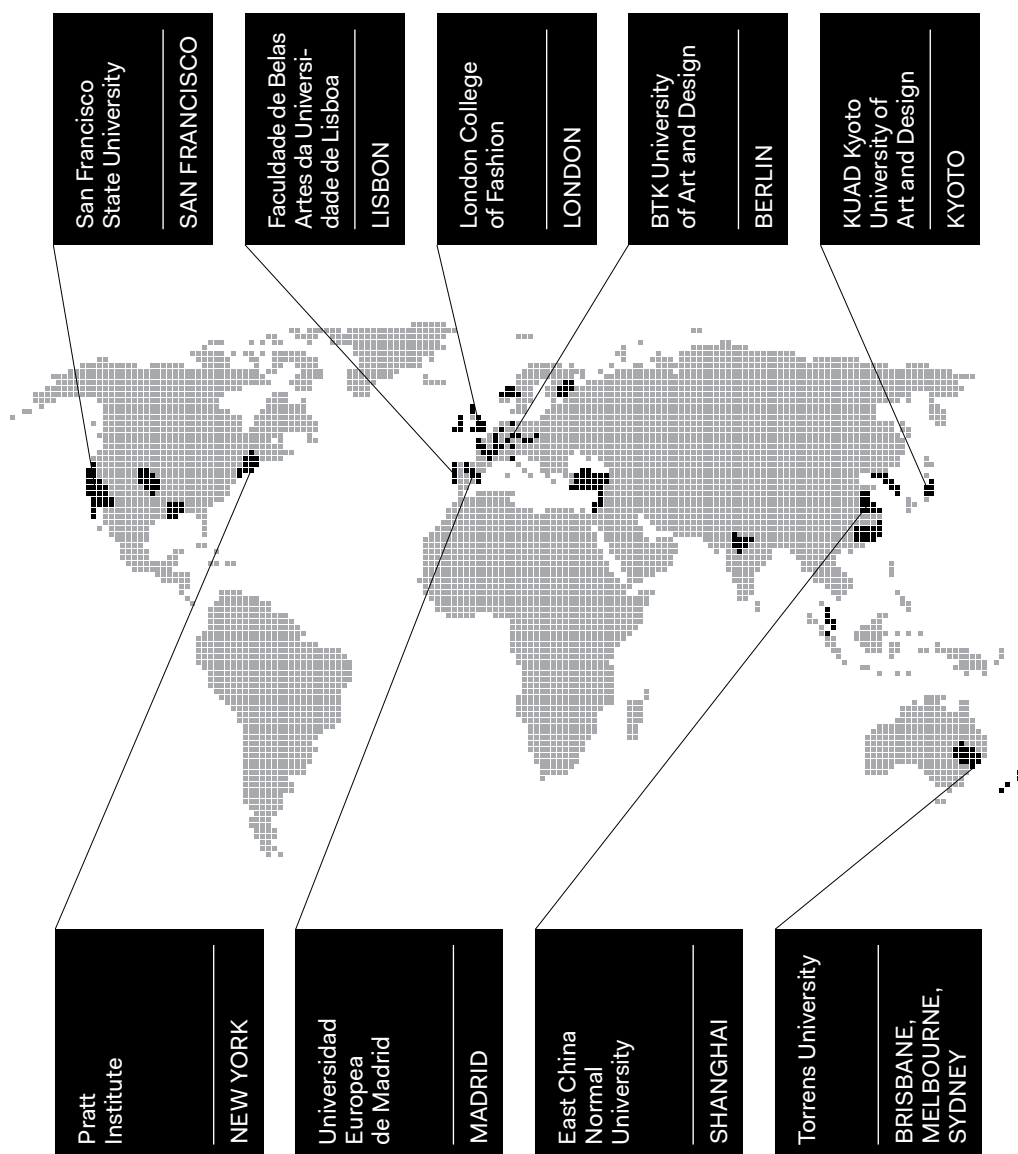 San Francisco
State University
SAN FRANCISCO
Faculdade de Belas
Artes da Universi-
dade de Lisboa
LISBON
London College
of Fashion
LONDON
BTK University
of Art and Design
BERLIN
KUAD Kyoto
University of
Art and Design
KYOTO
Pratt
Institute
NEW YORK
Universidad
Europea
de Madrid
MADRID
East China
Normal
University
SHANGHAI
Torrens University
BRISBANE,
MELBOURNE,
SYDNEY